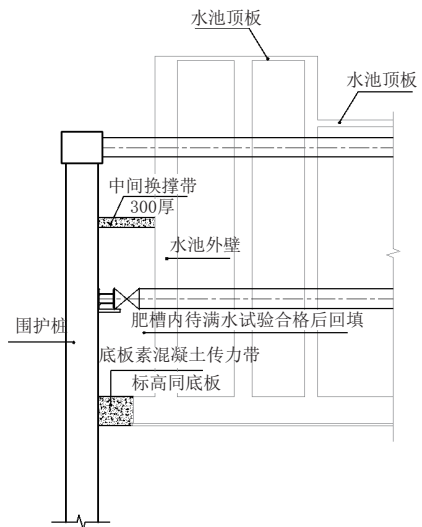 水池顶板
水池顶板
中间换撑带
300厚
水池外壁
肥槽内待满水试验合格后回填
围护桩
底板素混凝土传力带
标高同底板